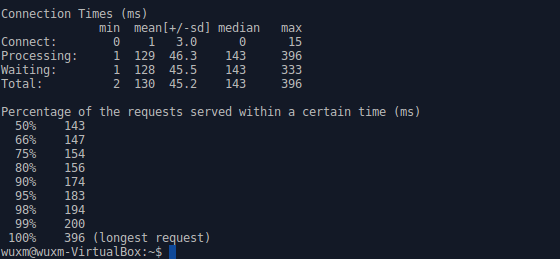 Connection Times (ms)
              min  mean[+/-sd] median   max
Connect:        0    1   3.0      0      15
Processing:     1  129  46.3    143     396
Waiting:        1  128  45.5    143     333
Total:          2  130  45.2    143     396

Percentage of the requests served within a certain time (ms)
  50%    143
  66%    147
  75%    154
  80%    156
  90%    174
  95%    183
  98%    194
  99%    200
 100%    396 (longest request)
wuxm@wuxm-VirtualBox:~$